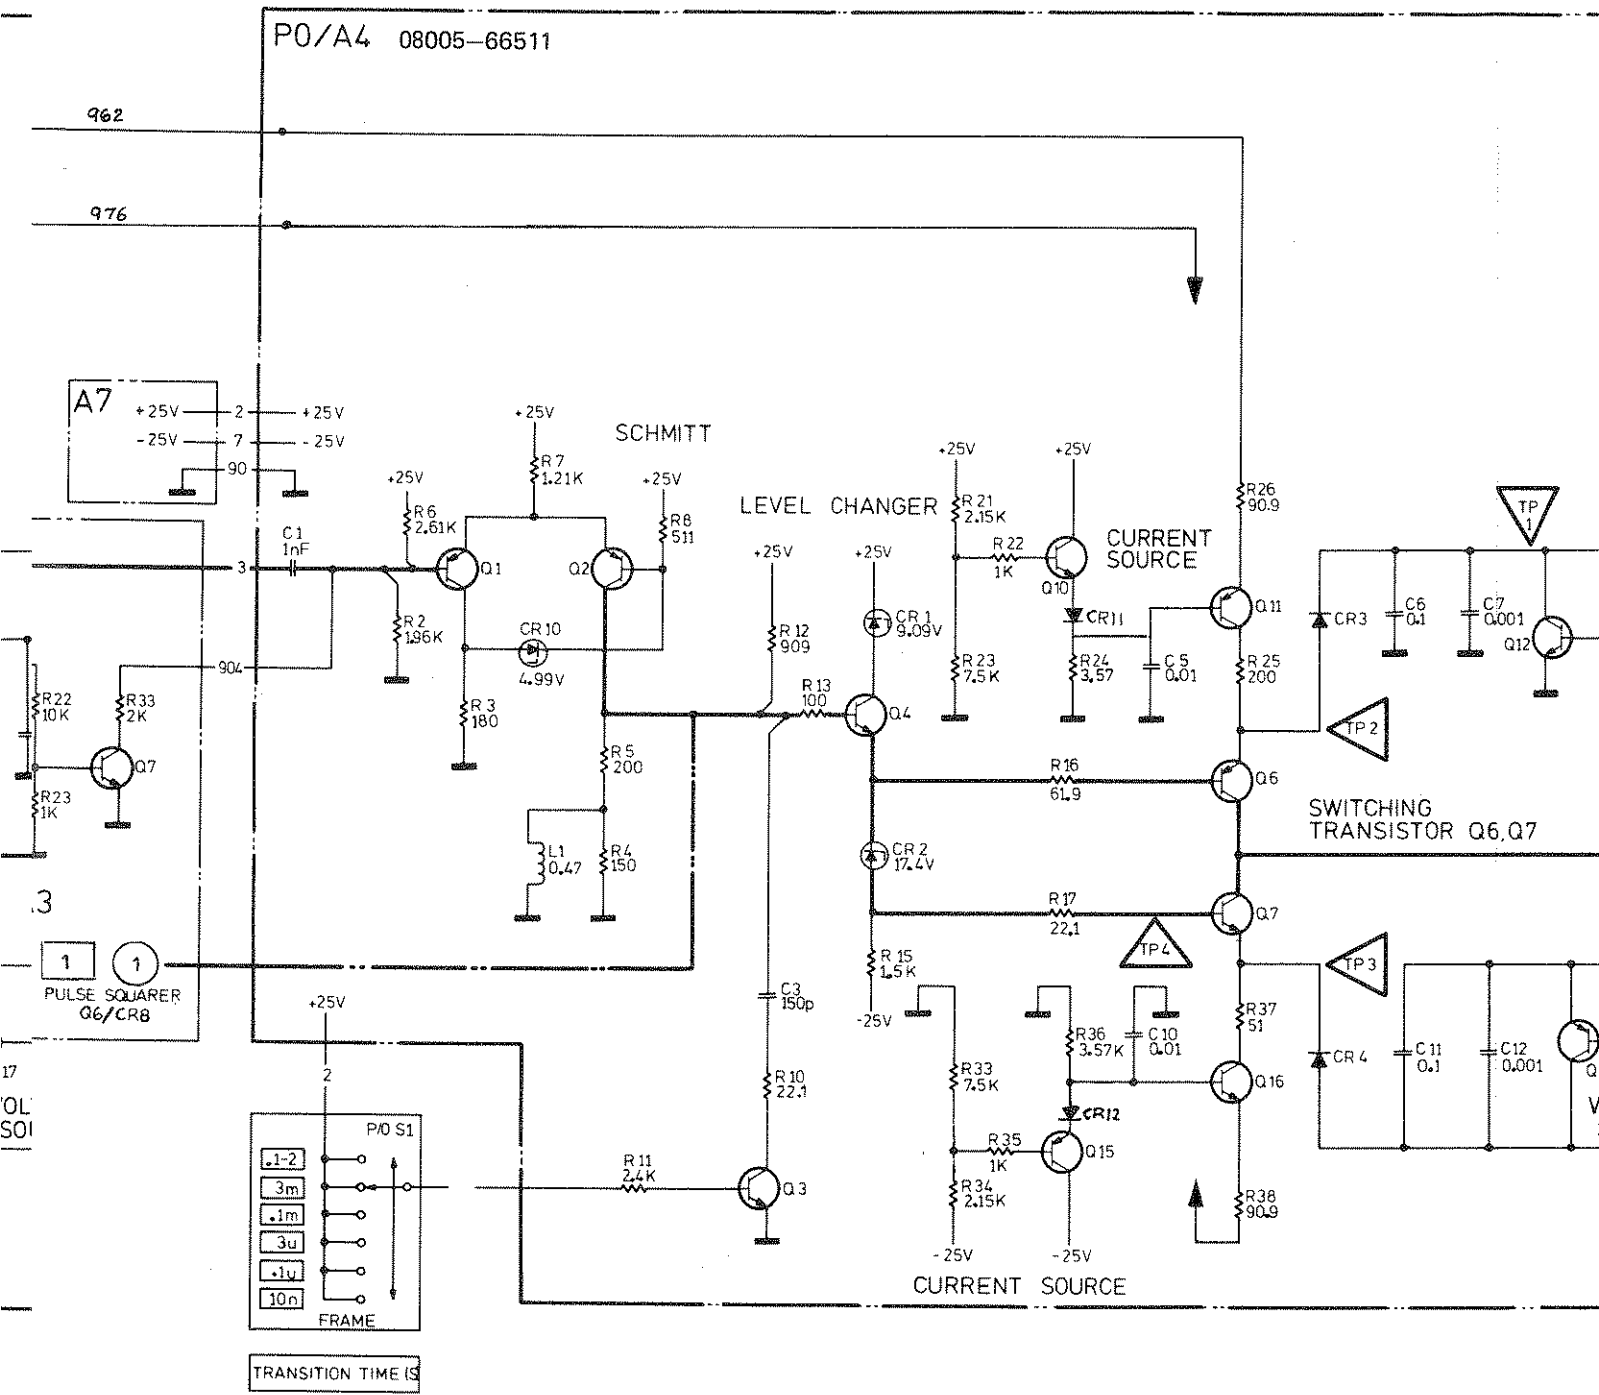 PO/A4 08005-66511
962
976
A7
+25V 2 +25V
-25V 7 -25V
90
+25V
SCHMITT
R7
1.21K
+25V
+25V
R6
2.61K
R8
511
C1
1nF
3
Q1
Q2
R2
1.96K
CR10
4.99V
904
R3
180
R22
10K
R33
2K
Q7
R23
1K
R5
200
L1
0.47
R4
150
LEVEL CHANGER
+25V
+25V
R12
909
CR1
9.09V
R13
100
Q4
+25V
+25V
R21
2.15K
R22
1K
Q10
CURRENT
SOURCE
CR11
R23
7.5K
R24
3.57
C5
0.01
R26
90.9
Q11
R25
200
TP
1
CR3
C6
0.1
C7
0.001
Q12
TP2
R16
61.9
Q6
SWITCHING
TRANSISTOR Q6,Q7
CR2
17.4V
R17
22.1
Q7
TP4
TP3
R15
1.5K
-25V
.3
1
1
PULSE SQUARER
Q6/CR8
17
OL
SOI
+25V
2
P/O S1
.1-2
3m
.1m
3u
.1u
10n
FRAME
TRANSITION TIME (S
C3
150p
R10
22.1
R11
2.4K
Q3
R33
7.5K
R36
3.57K
C10
0.01
R37
51
CR12
Q16
R35
1K
Q15
R34
2.15K
R38
90.9
-25V
-25V
CURRENT SOURCE
CR4
C11
0.1
C12
0.001
Q
V